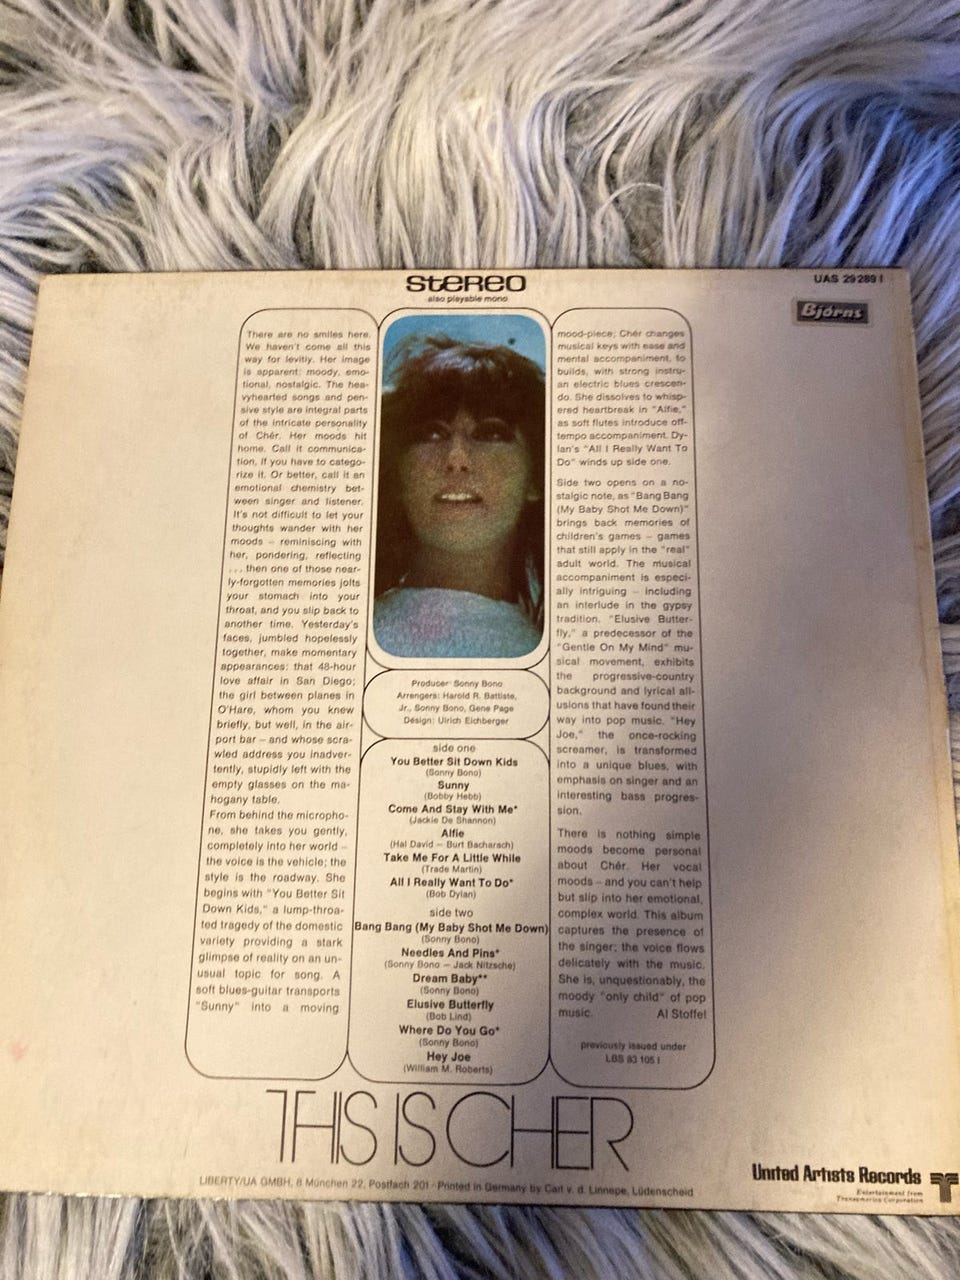 stereo
also playable mono
UAS 29289 I
Björns
There are no smiles here.
We haven't come all this
way for levitiy. Her image
is apparent: moody, emo-
tional, nostalgic. The hea-
vyhearted songs and pen-
sive style are integral parts
of the intricate personality
of Chér. Her moods hit
home. Call it communica-
tion, if you have to catego-
rize it. Or better, call it an
emotional chemistry bet-
ween singer and listener.
It's not difficult to let your
thoughts wander with her
moods – reminiscing with
her, pondering, reflecting
... then one of those near-
ly-forgotten memories jolts
your stomach into your
throat, and you slip back to
another time. Yesterday's
faces, jumbled hopelessly
together, make momentary
appearances: that 48-hour
love affair in San Diego;
the girl between planes in
O'Hare, whom you knew
briefly, but well, in the air-
port bar – and whose scra-
wled address you inadver-
tently, stupidly left with the
empty glasses on the ma-
hogany table.
From behind the micropho-
ne, she takes you gently,
completely into her world –
the voice is the vehicle; the
style is the roadway. She
begins with "You Better Sit
Down Kids," a lump-throa-
ted tragedy of the domestic
variety providing a stark
glimpse of reality on an un-
usual topic for song. A
soft blues-guitar transports
"Sunny" into a moving
Producer: Sonny Bono
Arrengers: Harold R. Battiste,
Jr., Sonny Bono, Gene Page
Design: Ulrich Eichberger
side one
You Better Sit Down Kids
(Sonny Bono)
Sunny
(Bobby Hebb)
Come And Stay With Me*
(Jackie De Shannon)
Alfie
(Hal David – Burt Bacharach)
Take Me For A Little While
(Trade Martin)
All I Really Want To Do*
(Bob Dylan)
side two
Bang Bang (My Baby Shot Me Down)
(Sonny Bono)
Needles And Pins*
(Sonny Bono – Jack Nitzsche)
Dream Baby**
(Sonny Bono)
Elusive Butterfly
(Bob Lind)
Where Do You Go*
(Sonny Bono)
Hey Joe
(William M. Roberts)
mood-piece; Chér changes
musical keys with ease and
mental accompaniment, to
builds, with strong instru-
an electric blues crescen-
do. She dissolves to whisp-
ered heartbreak in "Alfie,"
as soft flutes introduce off-
tempo accompaniment. Dy-
lan's "All I Really Want To
Do" winds up side one.
Side two opens on a no-
stalgic note, as "Bang Bang
(My Baby Shot Me Down)"
brings back memories of
children's games – games
that still apply in the "real"
adult world. The musical
accompaniment is especi-
ally intriguing – including
an interlude in the gypsy
tradition. "Elusive Butter-
fly," a predecessor of the
"Gentle On My Mind" mu-
sical movement, exhibits
the progressive-country
background and lyrical all-
usions that have found their
way into pop music. "Hey
Joe," the once-rocking
screamer, is transformed
into a unique blues, with
emphasis on singer and an
interesting bass progres-
sion.
There is nothing simple
moods become personal
about Chér. Her vocal
moods – and you can't help
but slip into her emotional,
complex world. This album
captures the presence of
the singer; the voice flows
delicately with the music.
She is, unquestionably, the
moody "only child" of pop
music. Al Stoffel
previously issued under
LBS 83 105 I
THIS IS CHER
LIBERTY/UA GMBH, 8 München 22, Postfach 201 · Printed in Germany by Carl v. d. Linnepe, Lüdenscheid
United Artists Records
Entertainment from
Transamerica Corporation